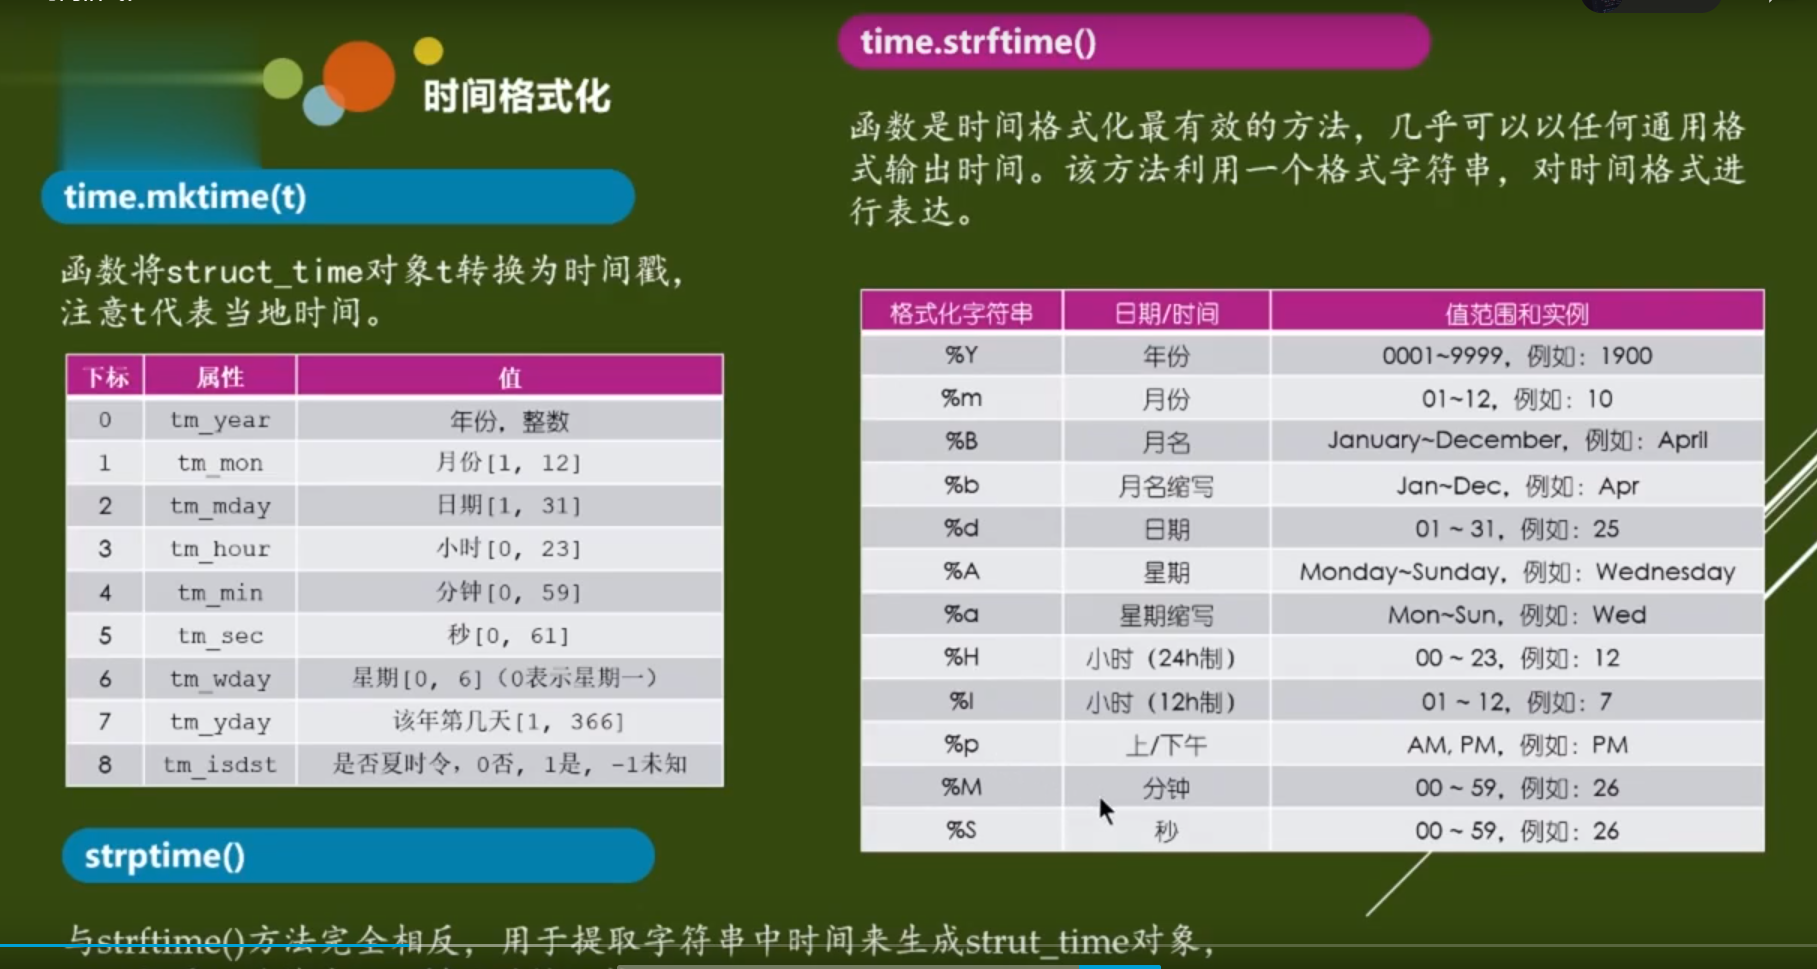 时间格式化
time.mktime(t)
函数将struct_time对象t转换为时间戳，
注意t代表当地时间。
下标 属性 值
0 tm_year 年份，整数
1 tm_mon 月份[1, 12]
2 tm_mday 日期[1, 31]
3 tm_hour 小时[0, 23]
4 tm_min 分钟[0, 59]
5 tm_sec 秒[0, 61]
6 tm_wday 星期[0, 6]（0表示星期一）
7 tm_yday 该年第几天[1, 366]
8 tm_isdst 是否夏时令，0否，1是，-1未知
strptime()
与strftime()方法完全相反，用于提取字符串中时间来生成strut_time对象，
time.strftime()
函数是时间格式化最有效的方法，几乎可以以任何通用格
式输出时间。该方法利用一个格式字符串，对时间格式进
行表达。
格式化字符串 日期/时间 值范围和实例
%Y 年份 0001~9999，例如：1900
%m 月份 01~12，例如：10
%B 月名 January~December，例如：April
%b 月名缩写 Jan~Dec，例如：Apr
%d 日期 01 ~ 31，例如：25
%A 星期 Monday~Sunday，例如：Wednesday
%a 星期缩写 Mon~Sun，例如：Wed
%H 小时（24h制） 00 ~ 23，例如：12
%I 小时（12h制） 01 ~ 12，例如：7
%p 上/下午 AM, PM，例如：PM
%M 分钟 00 ~ 59，例如：26
%S 秒 00 ~ 59，例如：26